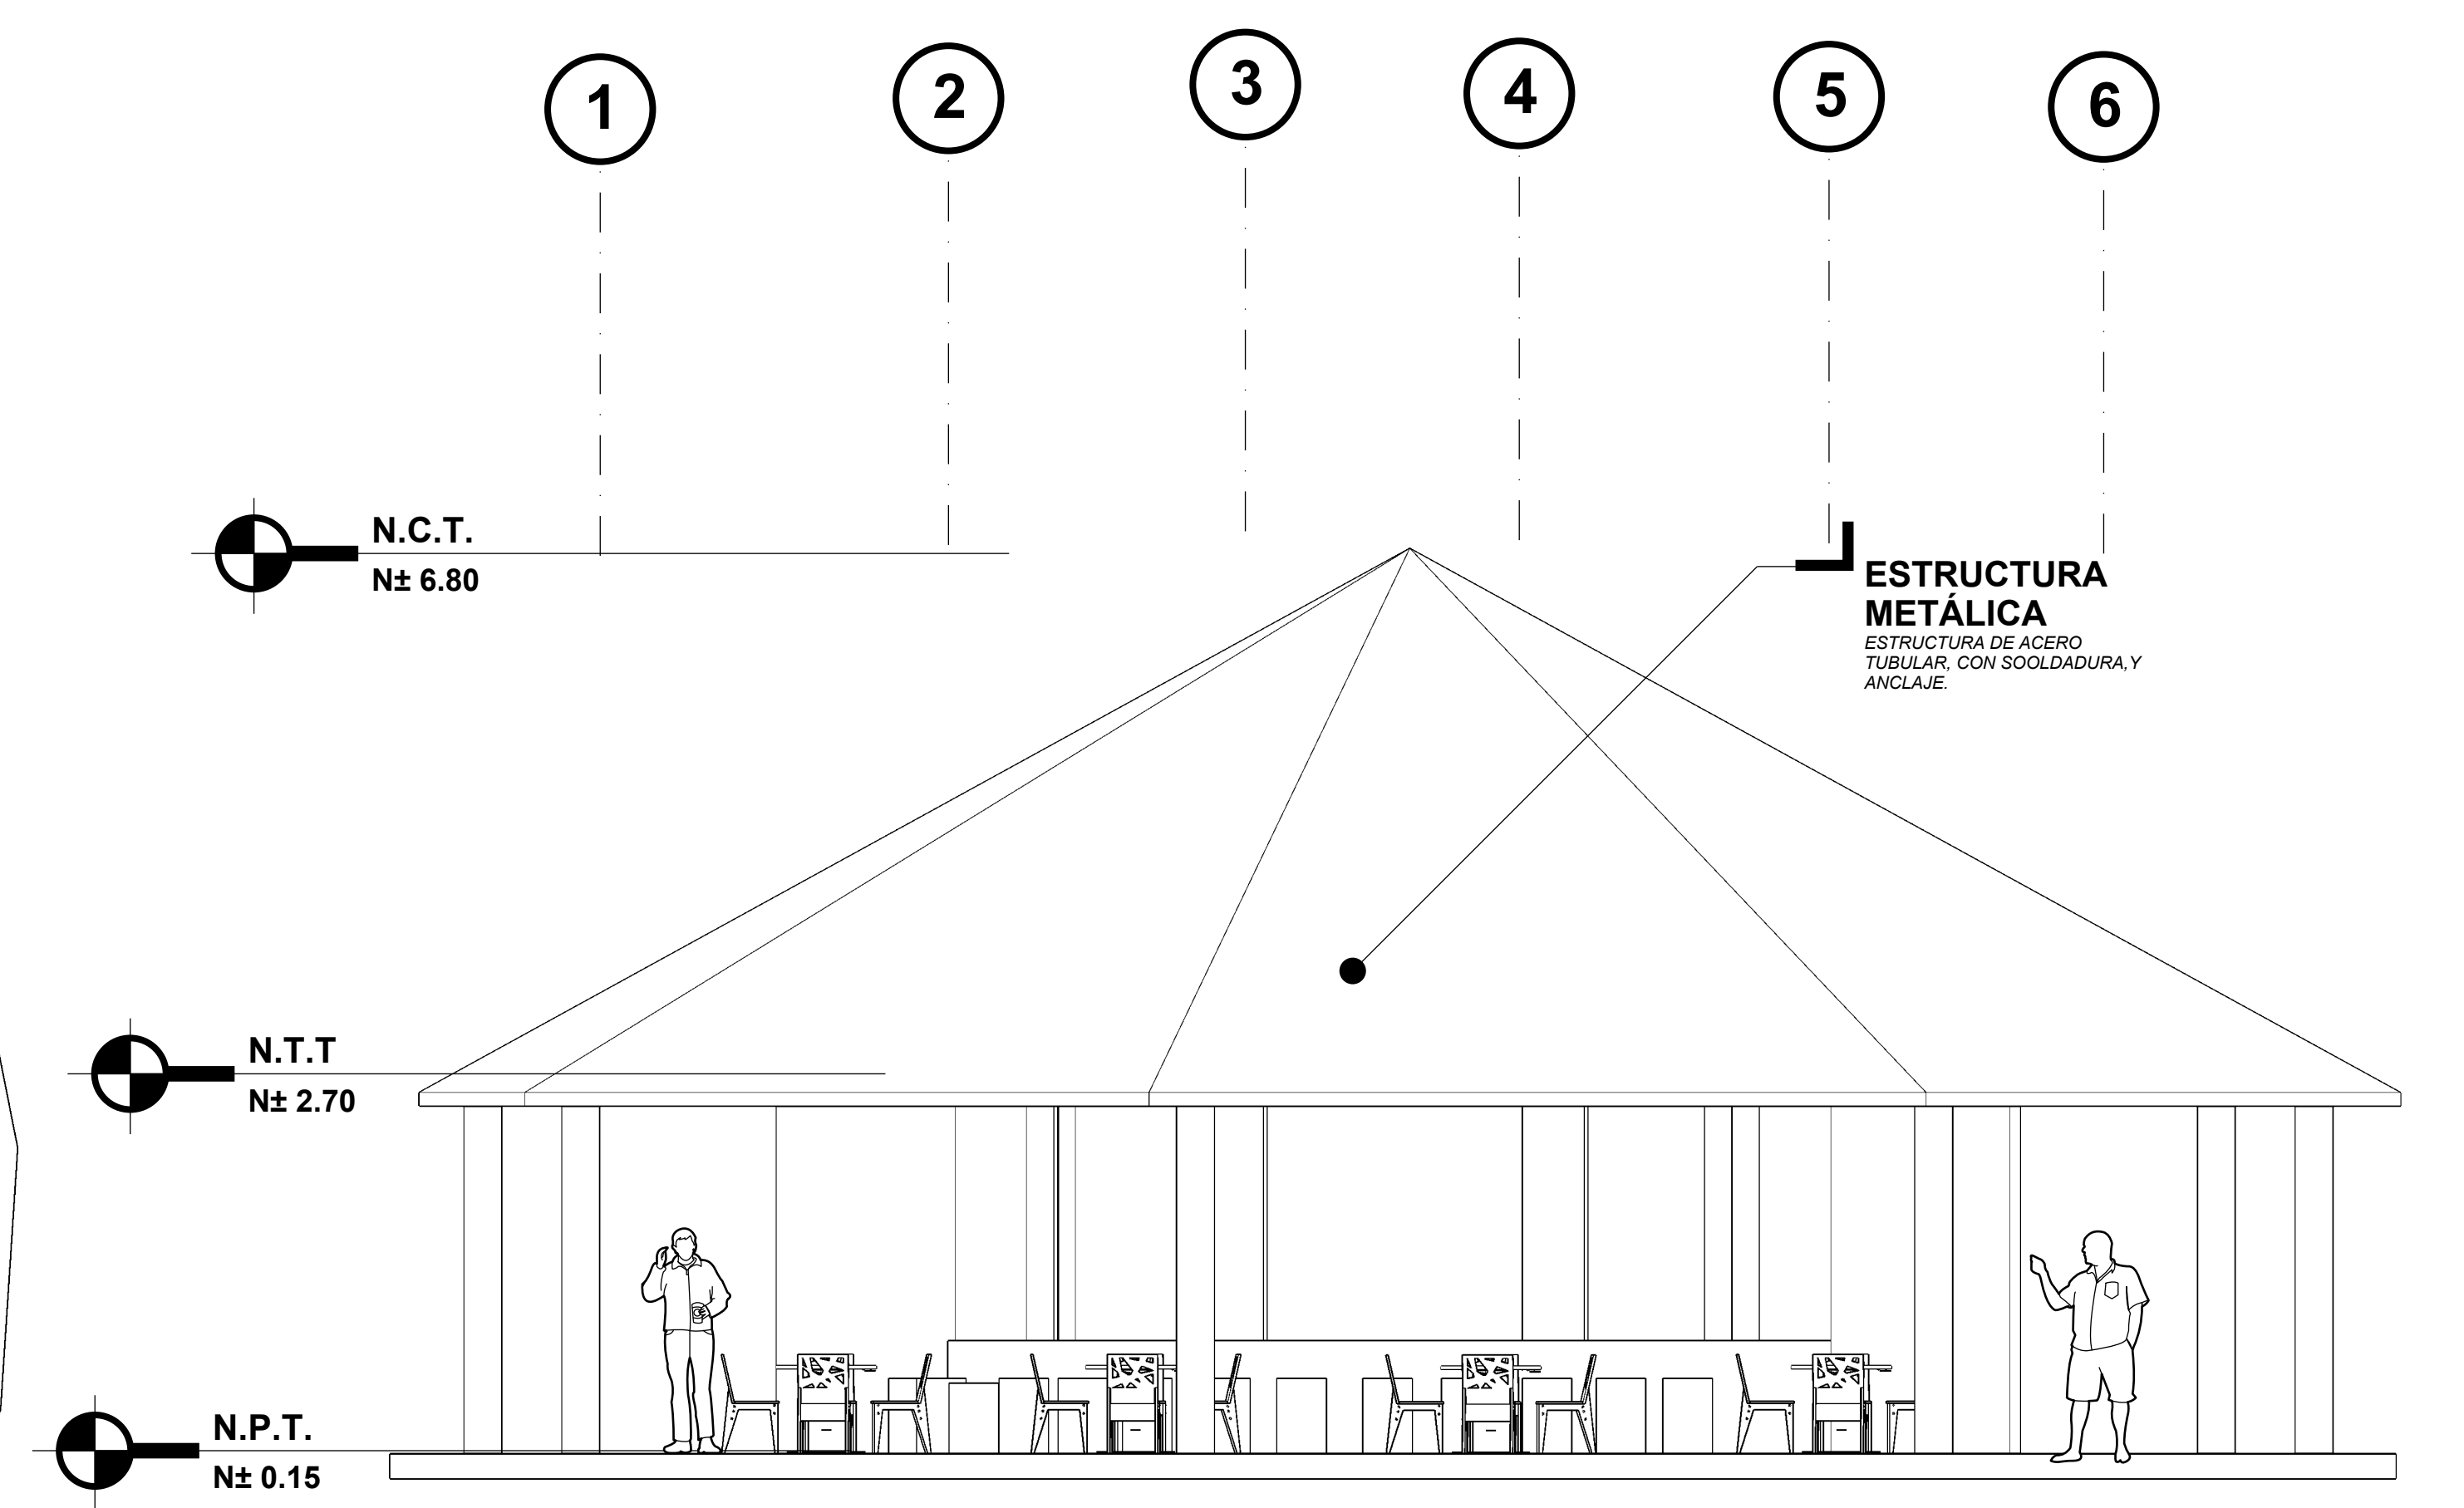 1
2
3
4
5
6
N.C.T.
N± 6.80
ESTRUCTURA
METÁLICA
ESTRUCTURA DE ACERO
TUBULAR, CON SOOLDADURA,Y
ANCLAJE.
N.T.T
N± 2.70
N.P.T.
N± 0.15